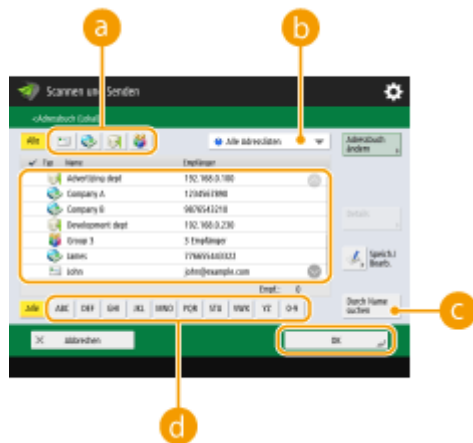 a
b
Scannen und Senden
<Adressbuch (Lokal)>
Alle
Alle Adresslisten
Adressbuch ändern
✓ Typ Name Empfänger
Advertizing dept 192.168.0.100
Company A 1234567890
Company B 9876543210
Details
Development dept 192.168.0.230
Group 3 3 Empfänger
James 776655443322
Speich./
Bearb.
John john@example.com
Empf.: 0
Alle ABC DEF GHI JKL MNO PQR STU VWX YZ 0-9
Durch Name
suchen
c
Abbrechen
OK
d